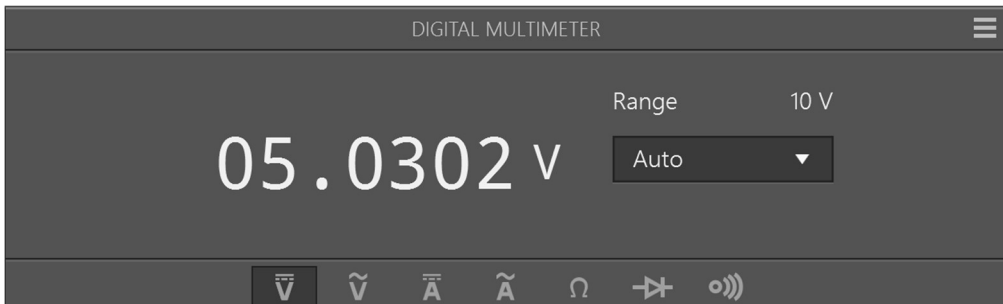 DIGITAL MULTIMETER
Range 10 V
05.0302 V
Auto
V V A A Ω